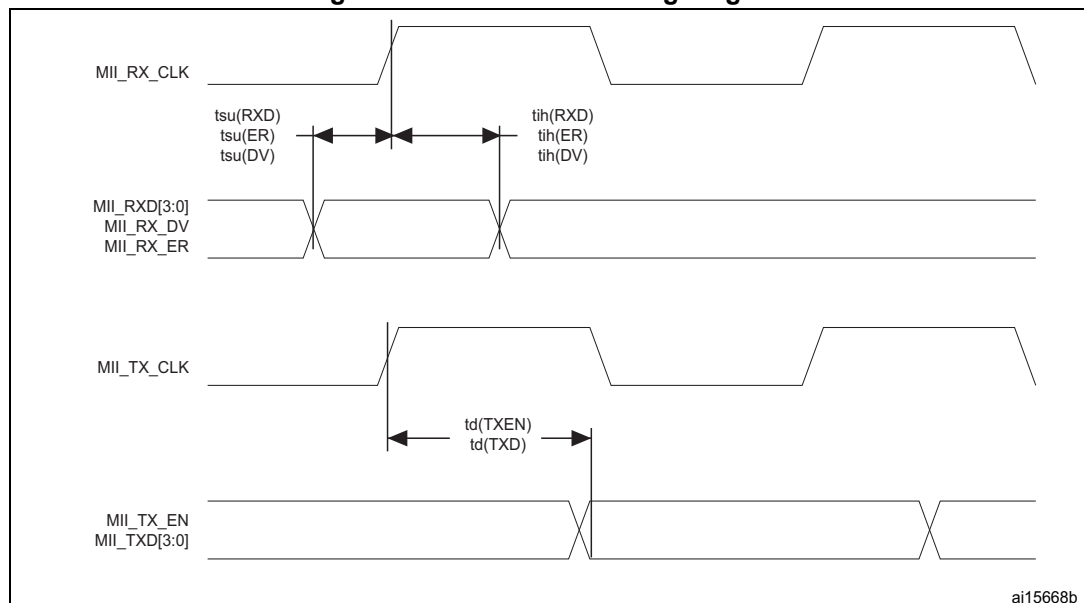 MII_RX_CLK
tsu(RXD)
tsu(ER)
tsu(DV)
tih(RXD)
tih(ER)
tih(DV)
MII_RXD[3:0]
MII_RX_DV
MII_RX_ER
MII_TX_CLK
td(TXEN)
td(TXD)
MII_TX_EN
MII_TXD[3:0]
ai15668b